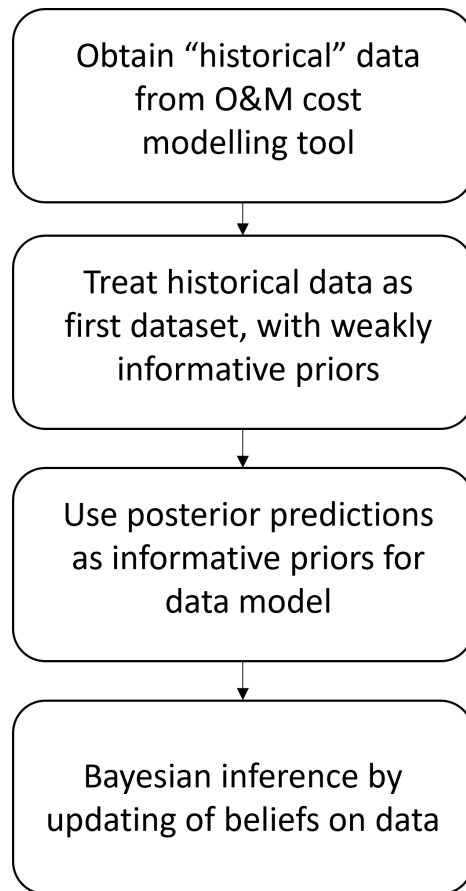 Obtain “historical” data
from O&M cost
modelling tool
Treat historical data as
first dataset, with weakly
informative priors
Use posterior predictions
as informative priors for
data model
Bayesian inference by
updating of beliefs on data